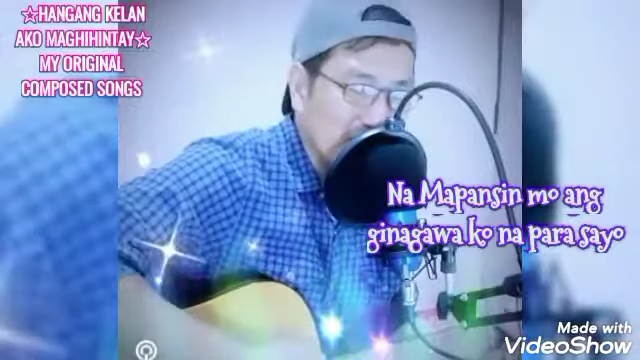 ☆HANGANG KELAN
AKO MAGHIHINTAY☆
MY ORIGINAL
COMPOSED SONGS
Na Mapansin mo ang
ginagawa ko na para sayo
Made with
VideoShow